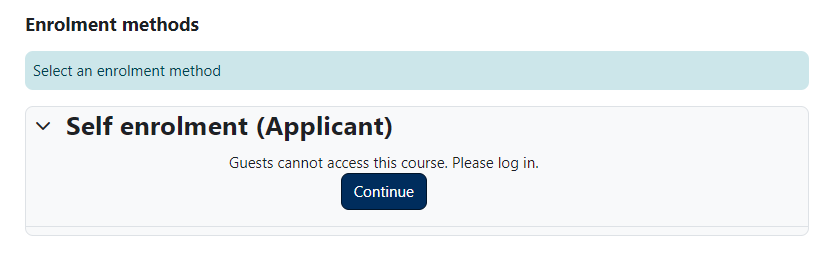 Enrolment methods
Select an enrolment method
Self enrolment (Applicant)
Guests cannot access this course. Please log in.
Continue